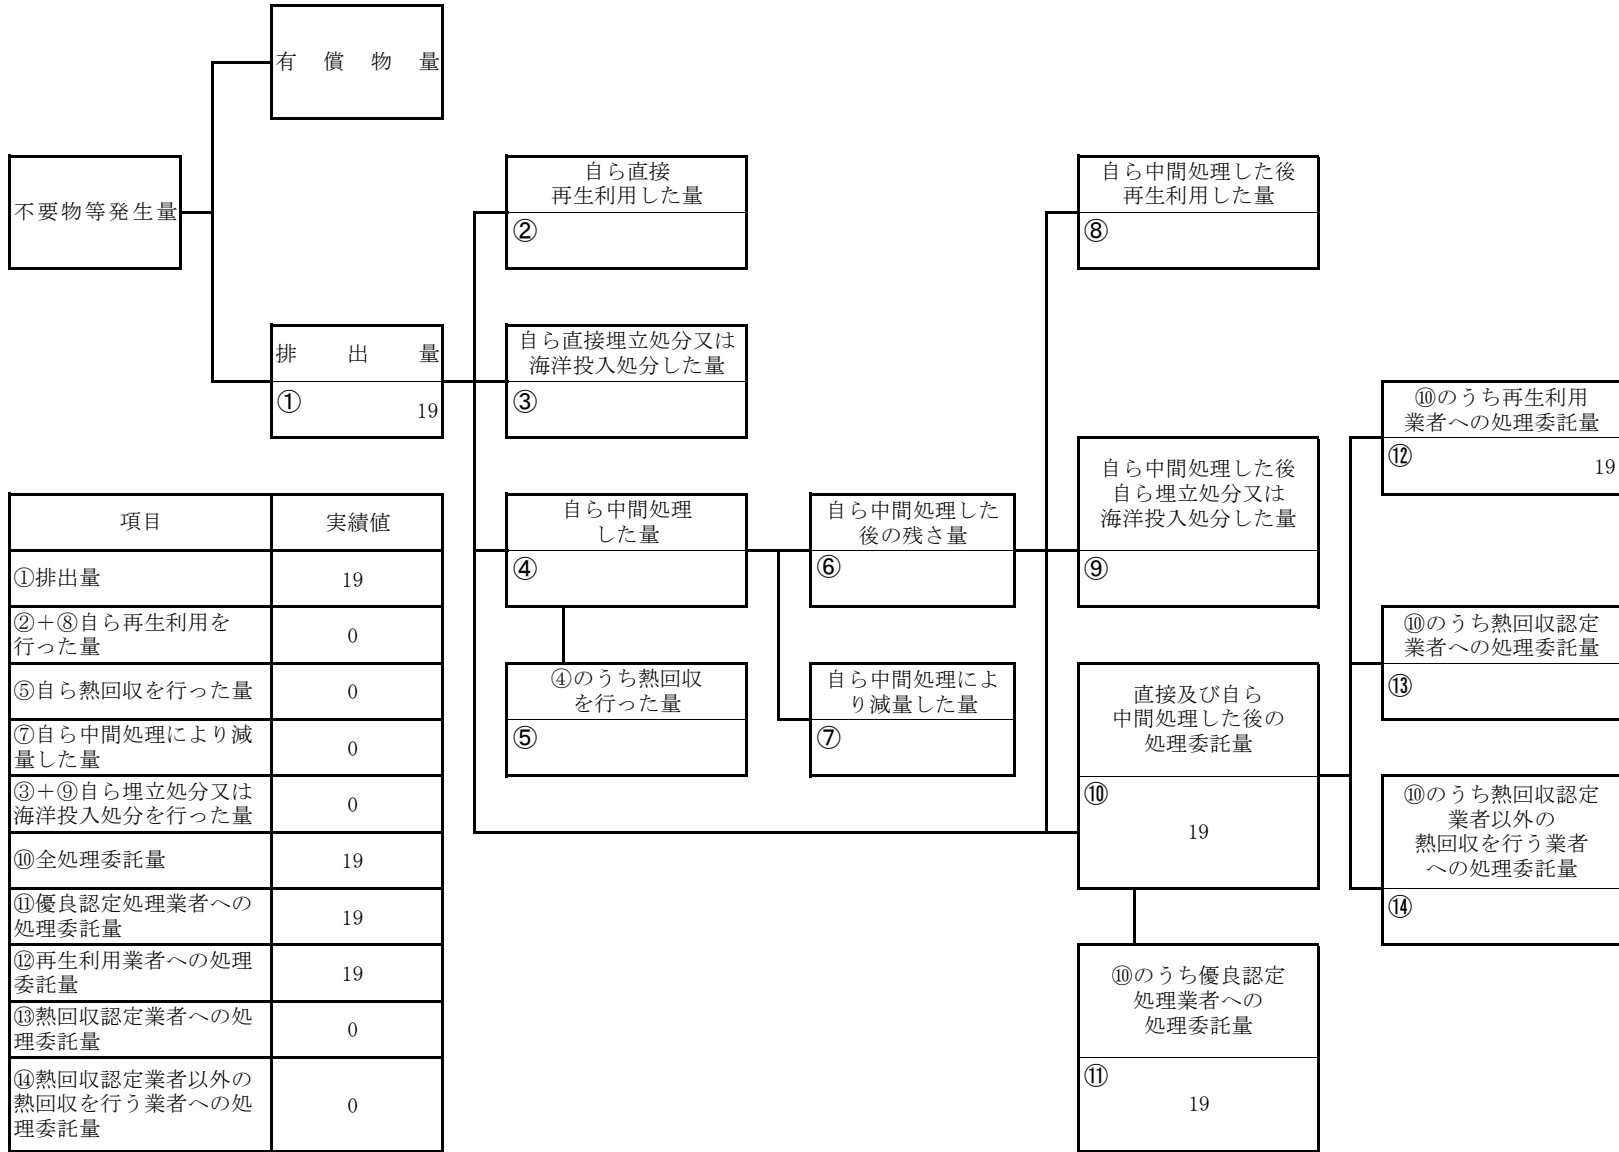 有償物量
不要物等発生量
自ら直接
再生利用した量
②
自ら中間処理した後
再生利用した量
⑧
排出量
①
19
自ら直接埋立処分又は
海洋投入処分した量
③
⑩のうち再生利用
業者への処理委託量
⑫
19
自ら中間処理
した量
④
自ら中間処理した
後の残さ量
⑥
自ら中間処理した後
自ら埋立処分又は
海洋投入処分した量
⑨
⑩のうち熱回収認定
業者への処理委託量
⑬
④のうち熱回収
を行った量
⑤
自ら中間処理によ
り減量した量
⑦
直接及び自ら
中間処理した後の
処理委託量
⑩
19
⑩のうち熱回収認定
業者以外の
熱回収を行う業者
への処理委託量
⑭
⑩のうち優良認定
処理業者への
処理委託量
⑪
19
項目 実績値
①排出量 19
②+⑧自ら再生利用を
行った量 0
⑤自ら熱回収を行った量 0
⑦自ら中間処理により減
量した量 0
③+⑨自ら埋立処分又は
海洋投入処分を行った量 0
⑩全処理委託量 19
⑪優良認定処理業者への
処理委託量 19
⑫再生利用業者への処理
委託量 19
⑬熱回収認定業者への処
理委託量 0
⑭熱回収認定業者以外の
熱回収を行う業者への処
理委託量 0